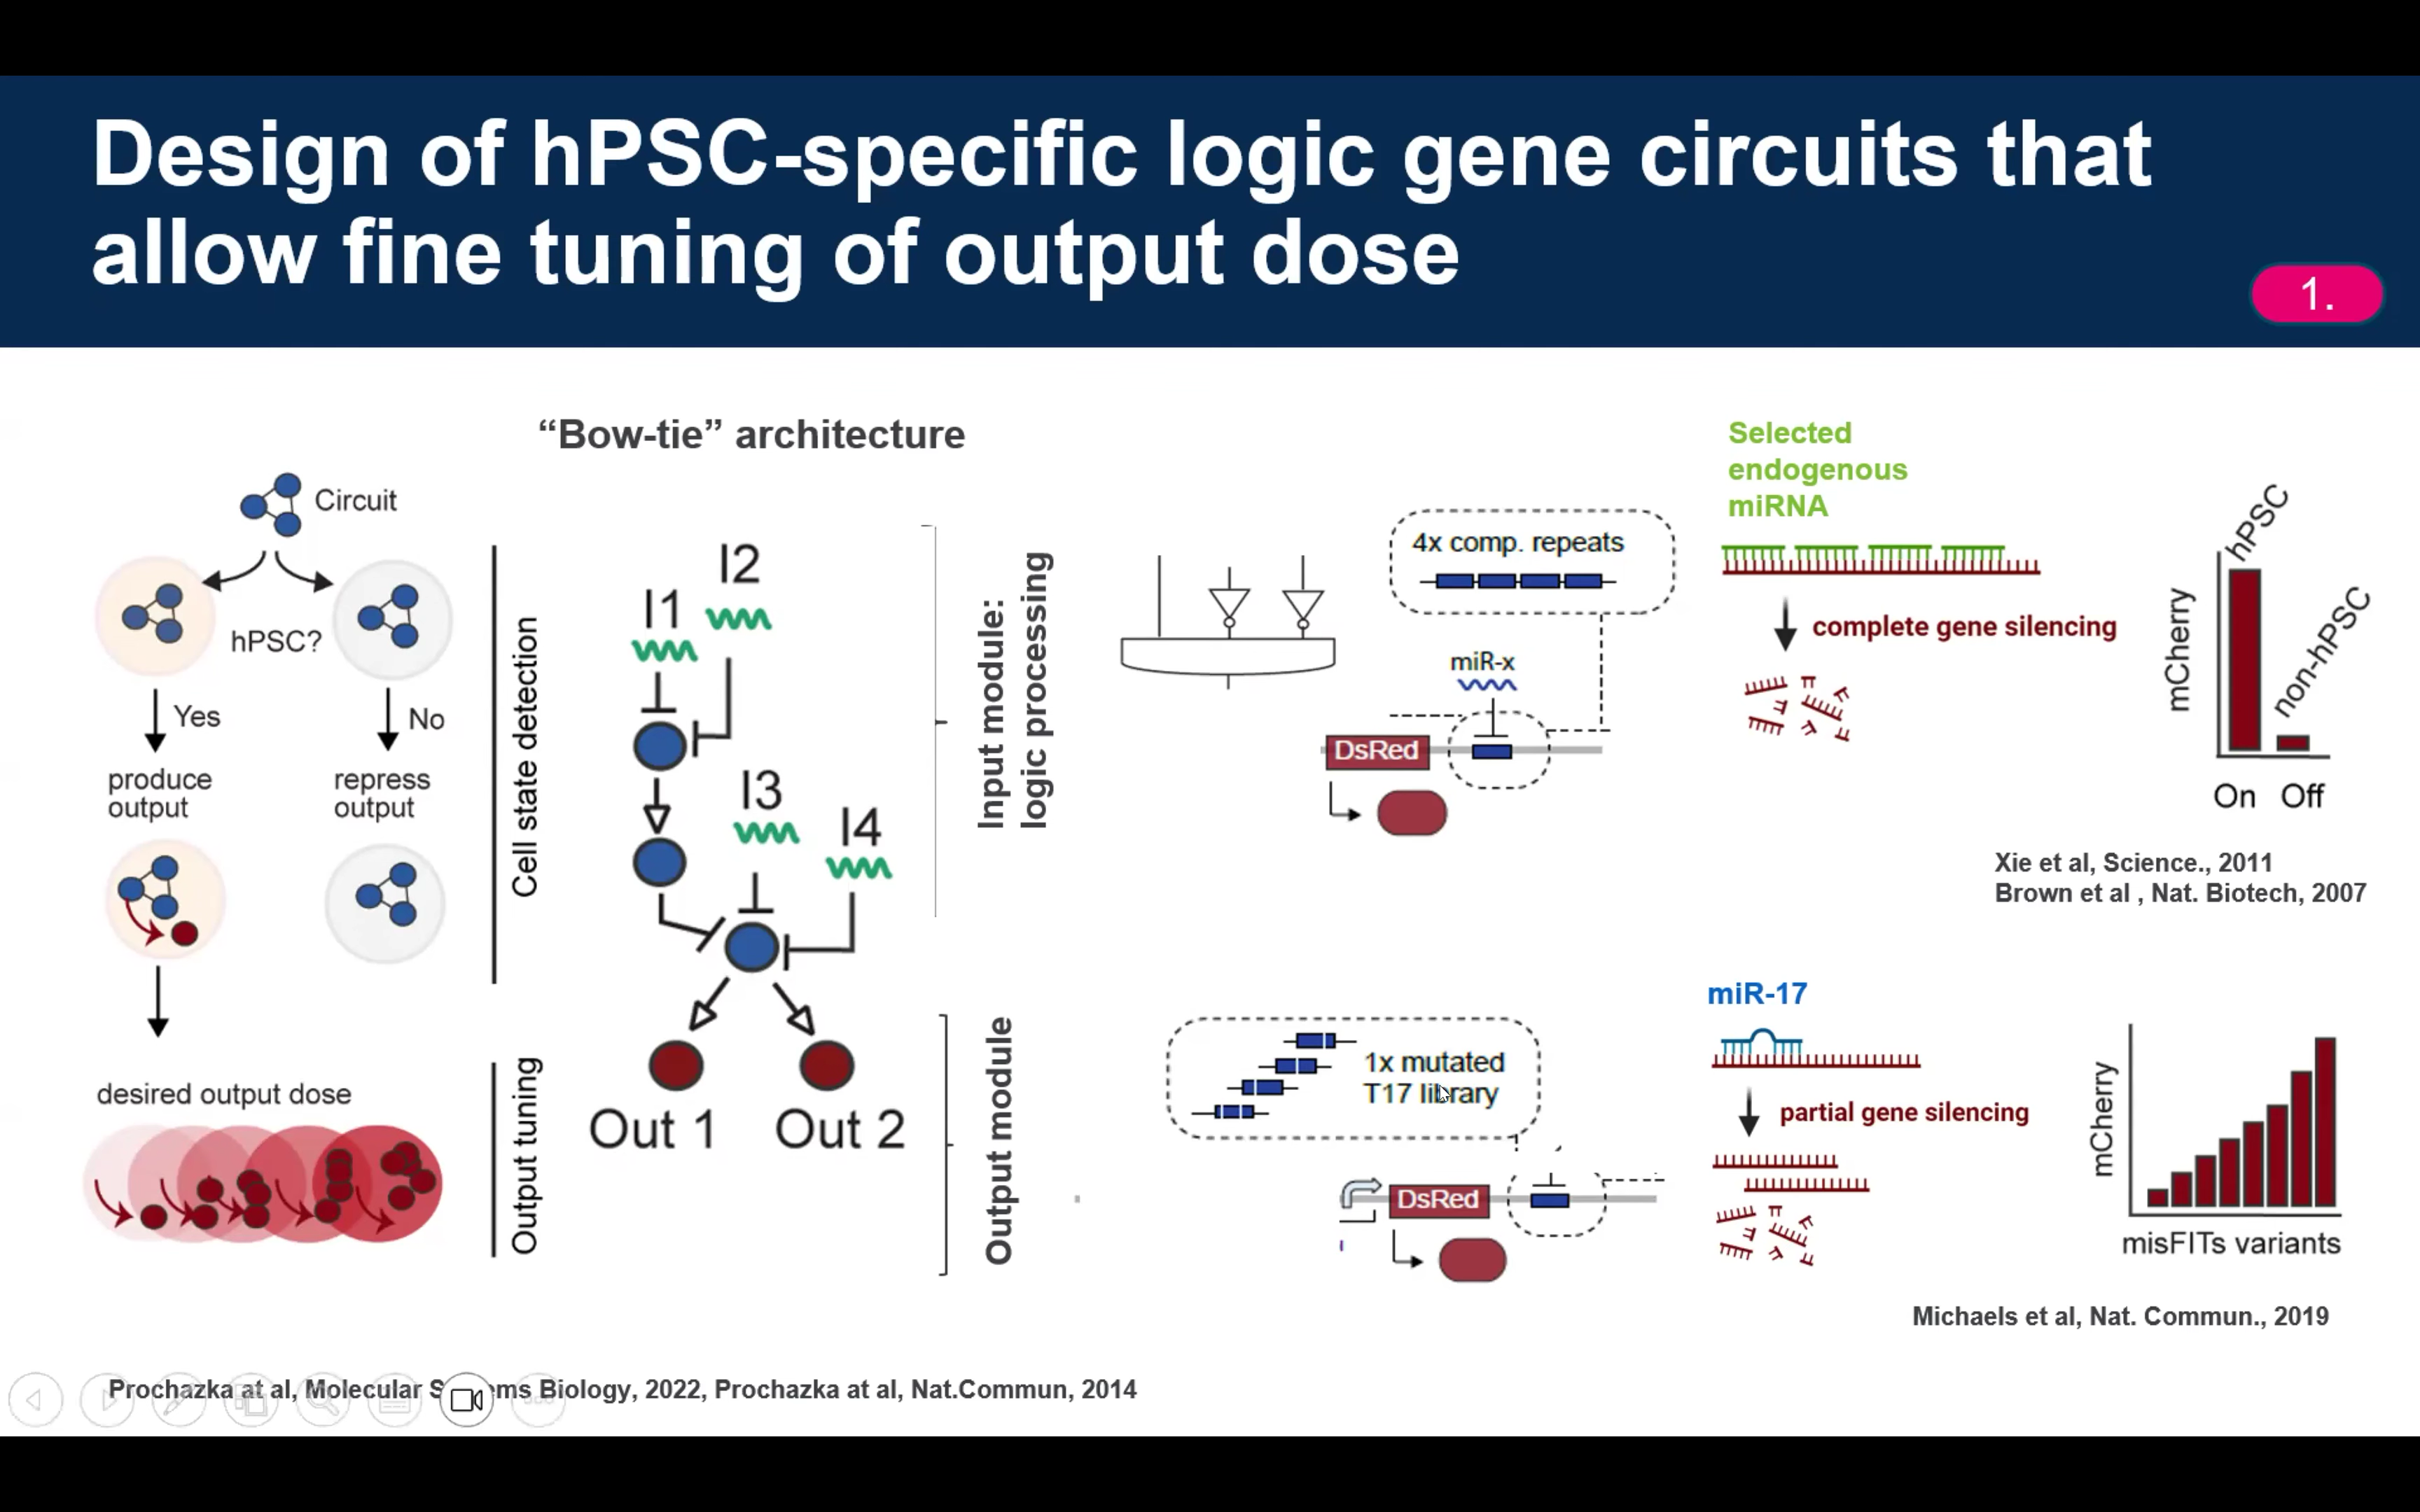 Design of hPSC-specific logic gene circuits that
allow fine tuning of output dose
1.
“Bow-tie” architecture
Circuit
hPSC?
Yes
No
produce
output
repress
output
desired output dose
Cell state detection
Output tuning
I1
I2
I3
I4
Out 1
Out 2
Input module:
logic processing
Output module
4x comp. repeats
miR-x
DsRed
Selected
endogenous
miRNA
complete gene silencing
mCherry
hPSC
non-hPSC
On
Off
Xie et al, Science., 2011
Brown et al , Nat. Biotech, 2007
1x mutated
T17 library
DsRed
miR-17
partial gene silencing
mCherry
misFITs variants
Michaels et al, Nat. Commun., 2019
Prochazka at al, Molecular S ms Biology, 2022, Prochazka at al, Nat.Commun, 2014